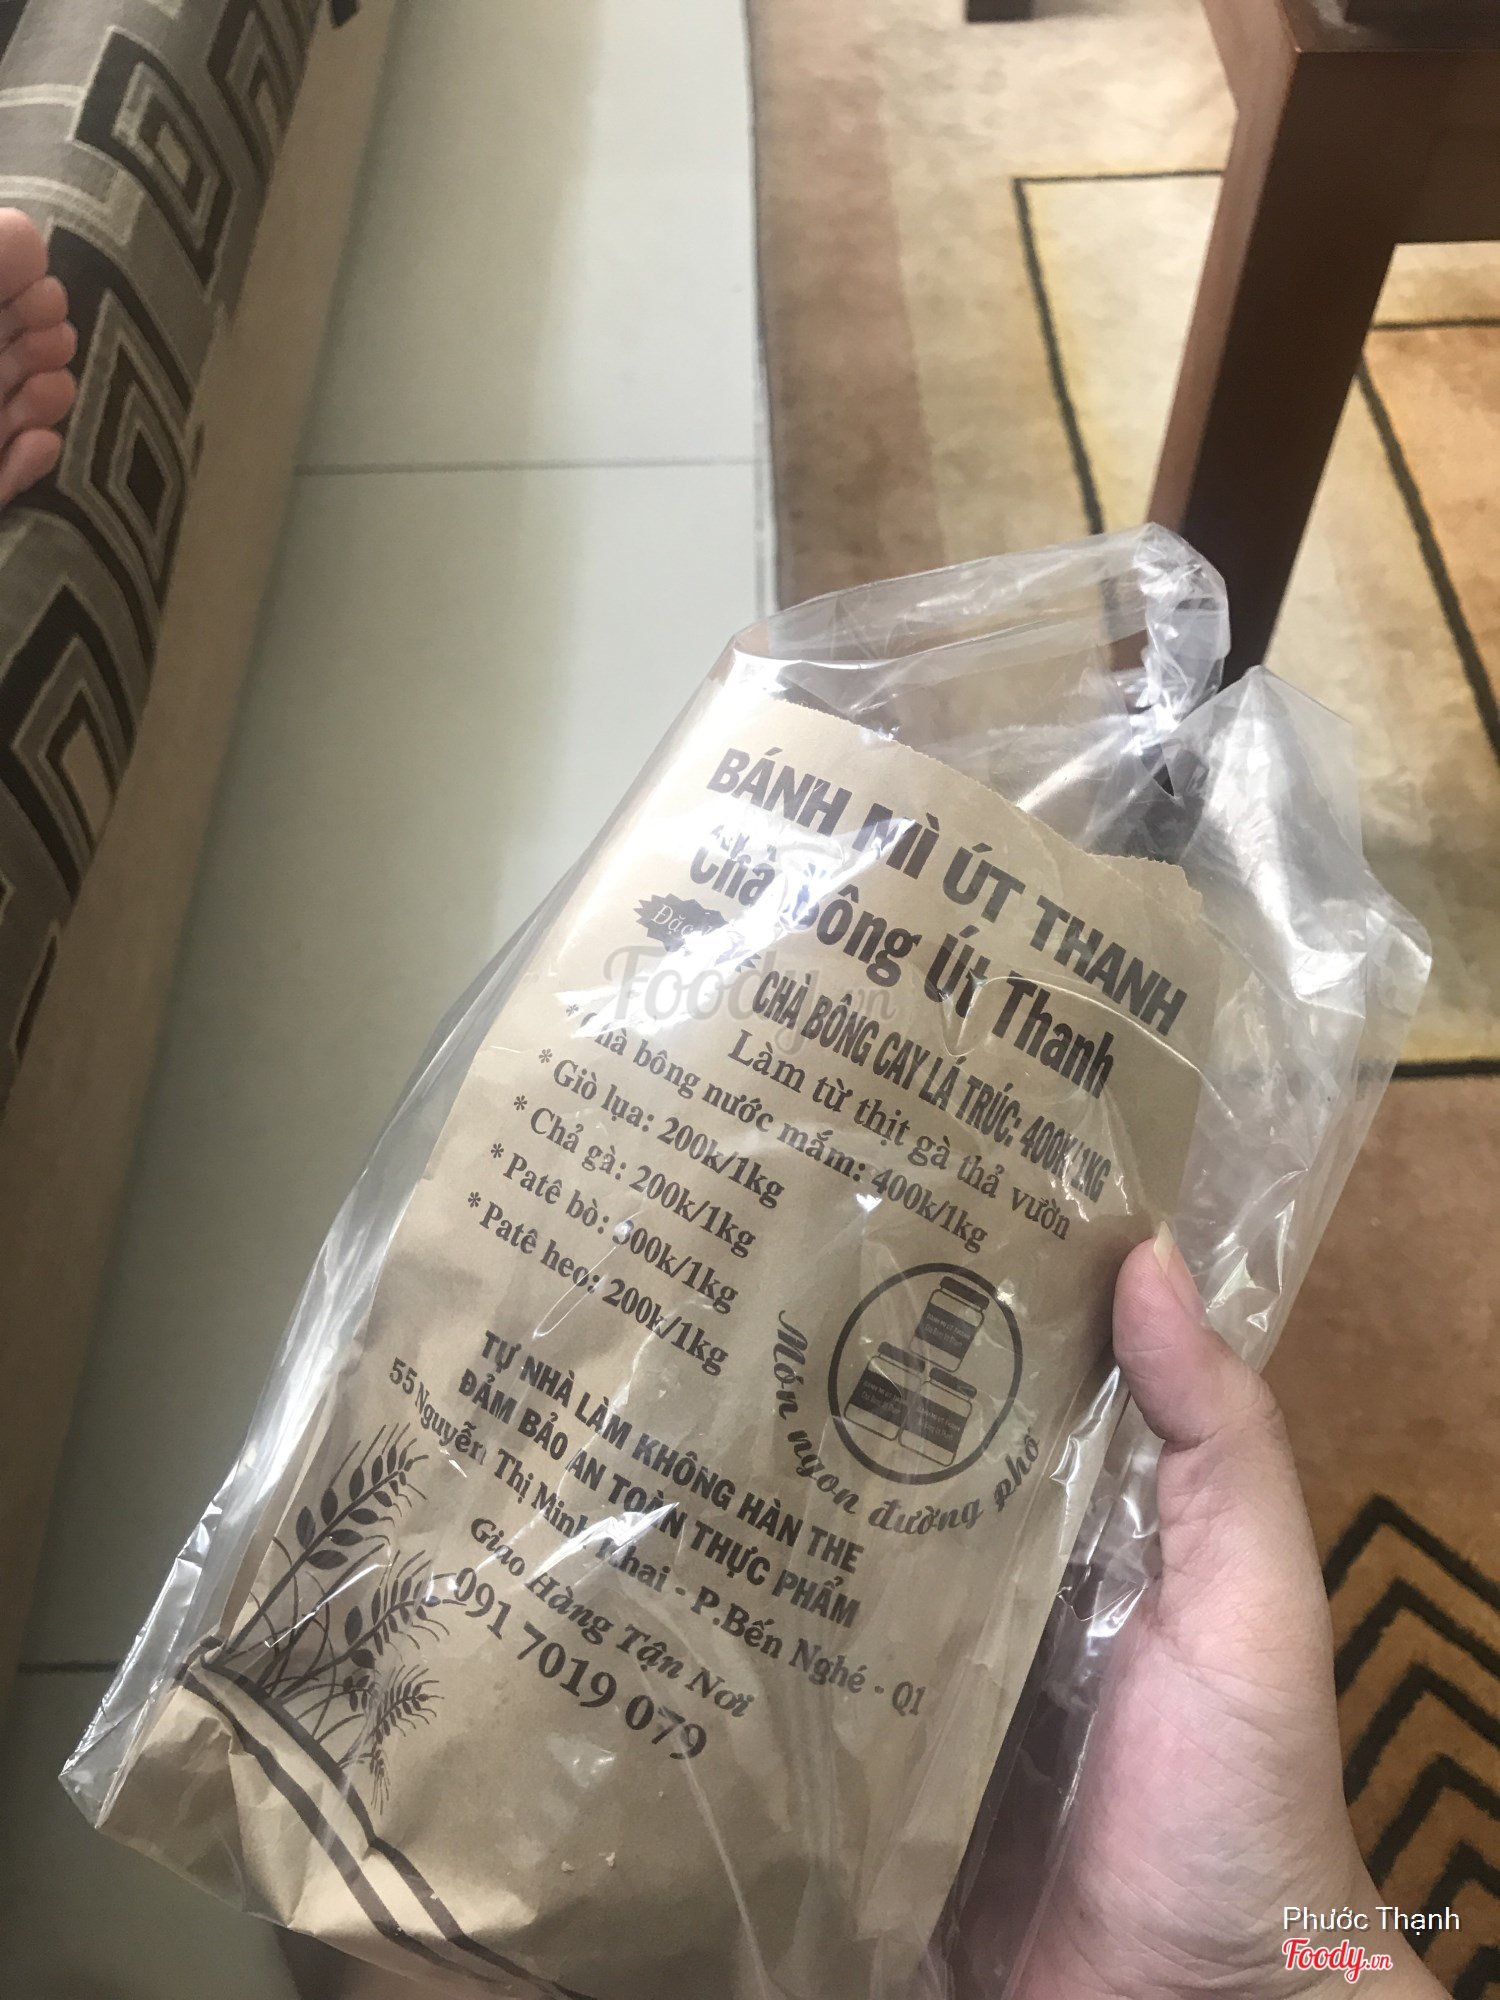 BÁNH MÌ ÚT THANH
Chà Bông Út Thanh
CHÀ BÔNG CAY LÁ TRÚC: 400K/1KG
Làm từ thịt gà thả vườn
* Chà bông nước mắm: 400k/1kg
* Giò lụa: 200k/1kg
* Chả gà: 200k/1kg
* Patê bò: 300k/1kg
* Patê heo: 200k/1kg
Món ngon đường phố
TỰ NHÀ LÀM KHÔNG HÀN THE
ĐẢM BẢO AN TOÀN THỰC PHẨM
55 Nguyễn Thị Minh Khai - P.Bến Nghé - Q1
Giao Hàng Tận Nơi
091 7019 079
Foody.vn
Phước Thạnh
Foody.vn